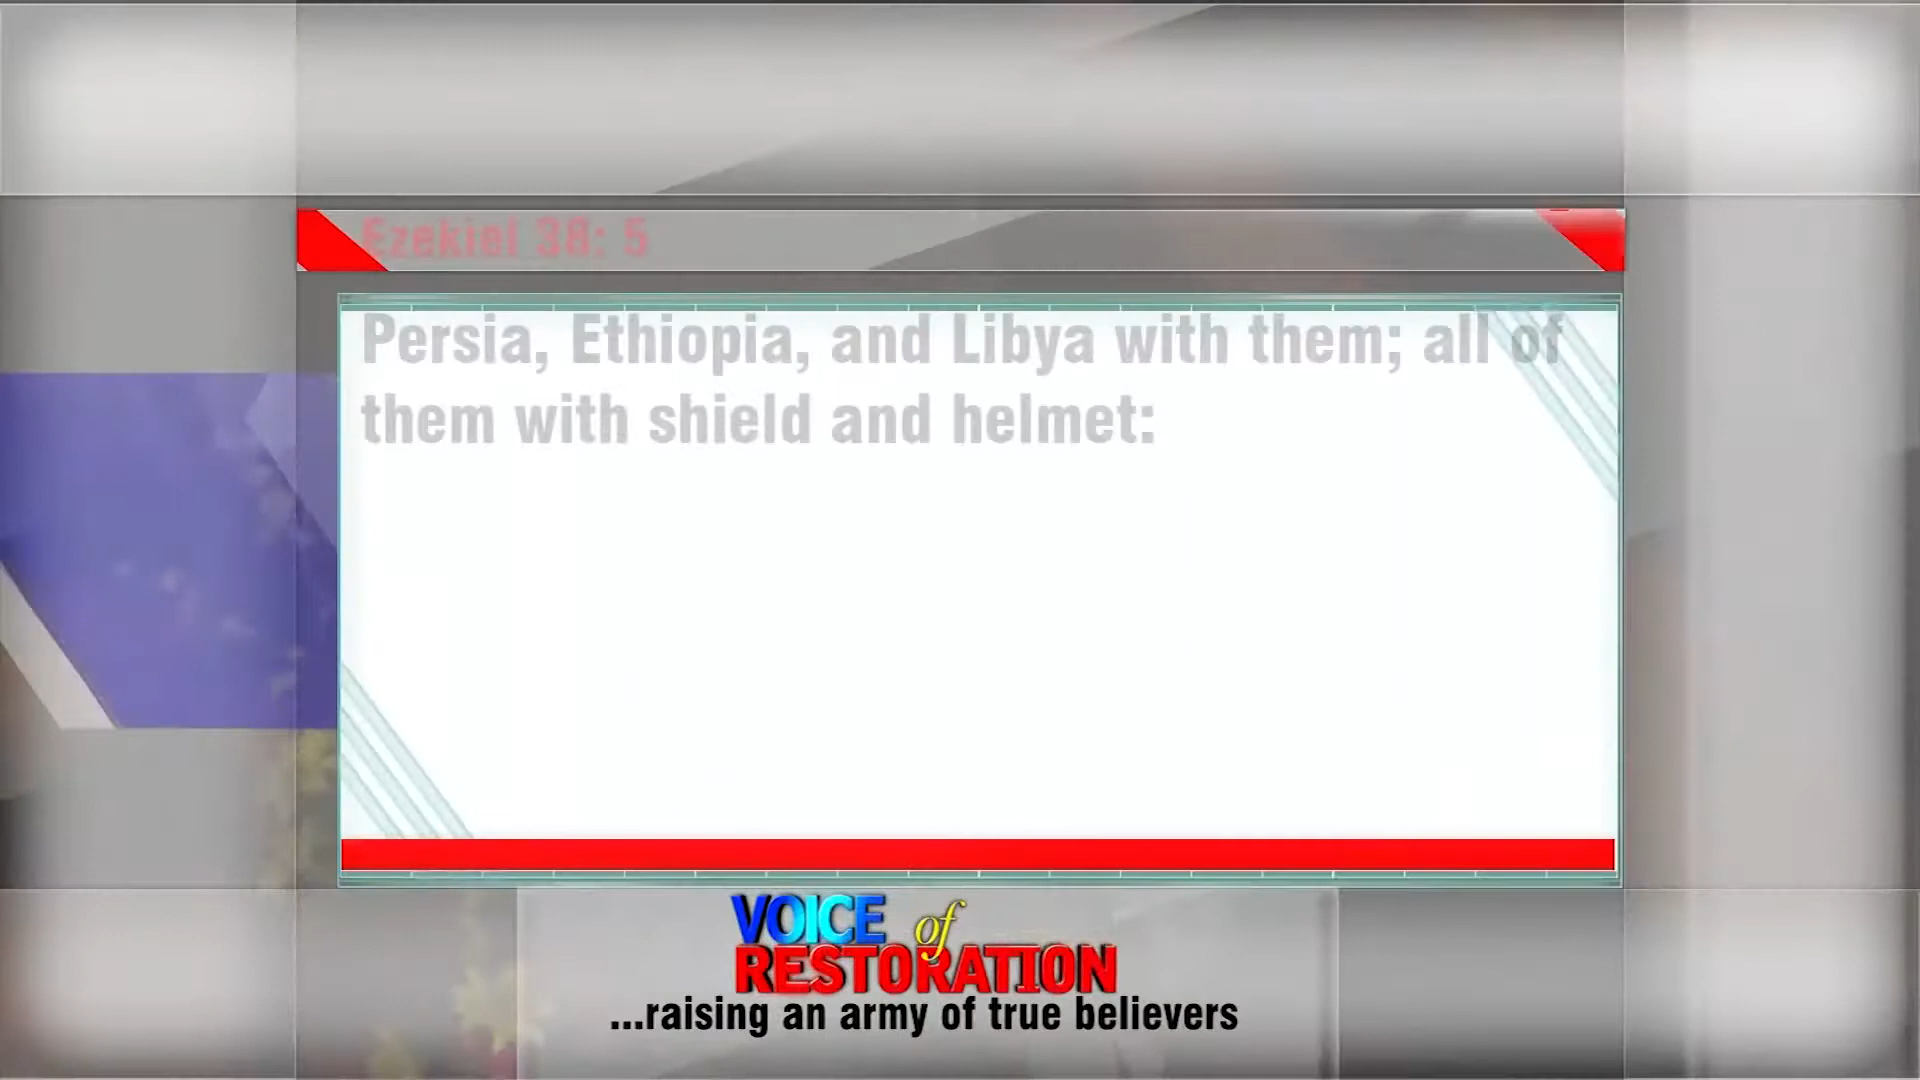 Ezekiel 38: 5
Persia, Ethiopia, and Libya with them; all of
them with shield and helmet:
VOICE of
RESTORATION
...raising an army of true believers